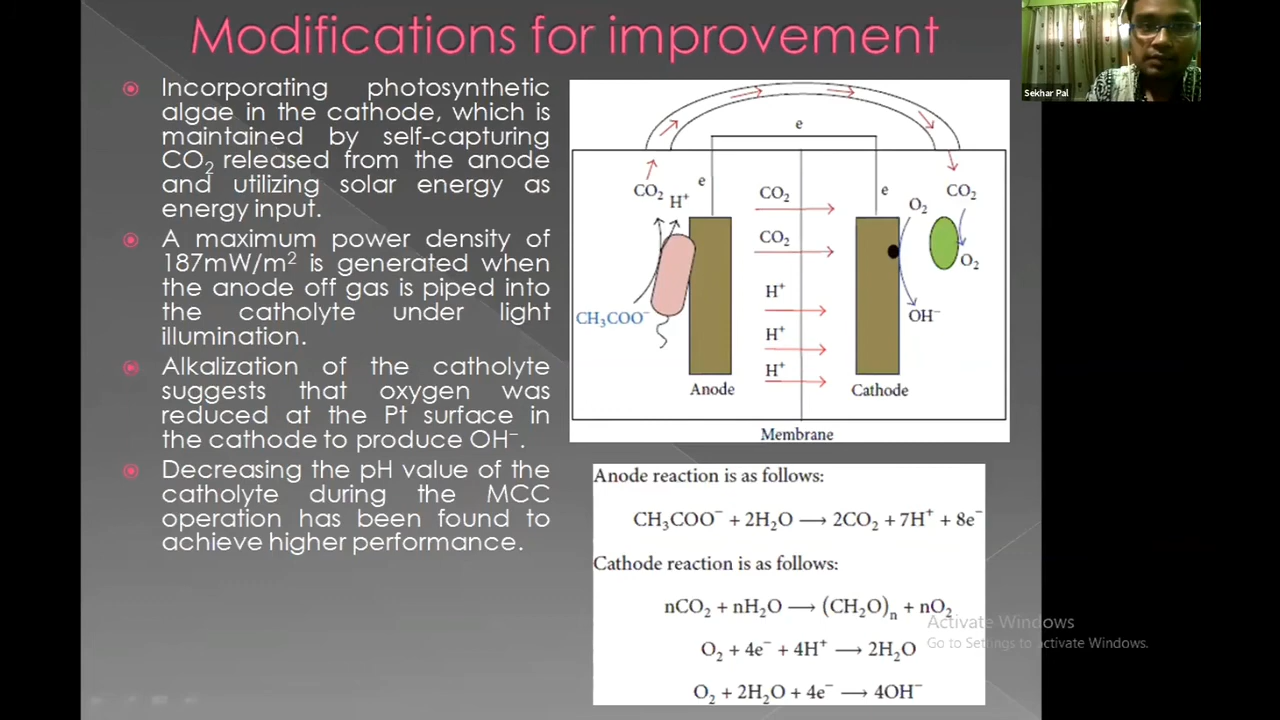 Modifications for improvement
Incorporating photosynthetic
algae in the cathode, which is
maintained by self-capturing
CO₂ released from the anode
and utilizing solar energy as
energy input.
A maximum power density of
187mW/m² is generated when
the anode off gas is piped into
the catholyte under light
illumination.
Alkalization of the catholyte
suggests that oxygen was
reduced at the Pt surface in
the cathode to produce OH⁻.
Decreasing the pH value of the
catholyte during the MCC
operation has been found to
achieve higher performance.
e
CO₂
H⁺
e
CO₂
CO₂
H⁺
H⁺
H⁺
e
O₂
CO₂
O₂
OH⁻
CH₃COO⁻
Anode
Cathode
Membrane
Anode reaction is as follows:
CH₃COO⁻ + 2H₂O ⟶ 2CO₂ + 7H⁺ + 8e⁻
Cathode reaction is as follows:
nCO₂ + nH₂O ⟶ (CH₂O)ₙ + nO₂
O₂ + 4e⁻ + 4H⁺ ⟶ 2H₂O
O₂ + 2H₂O + 4e⁻ ⟶ 4OH⁻
Sekhar Pal
Activate Windows
Go to Settings to activate Windows.